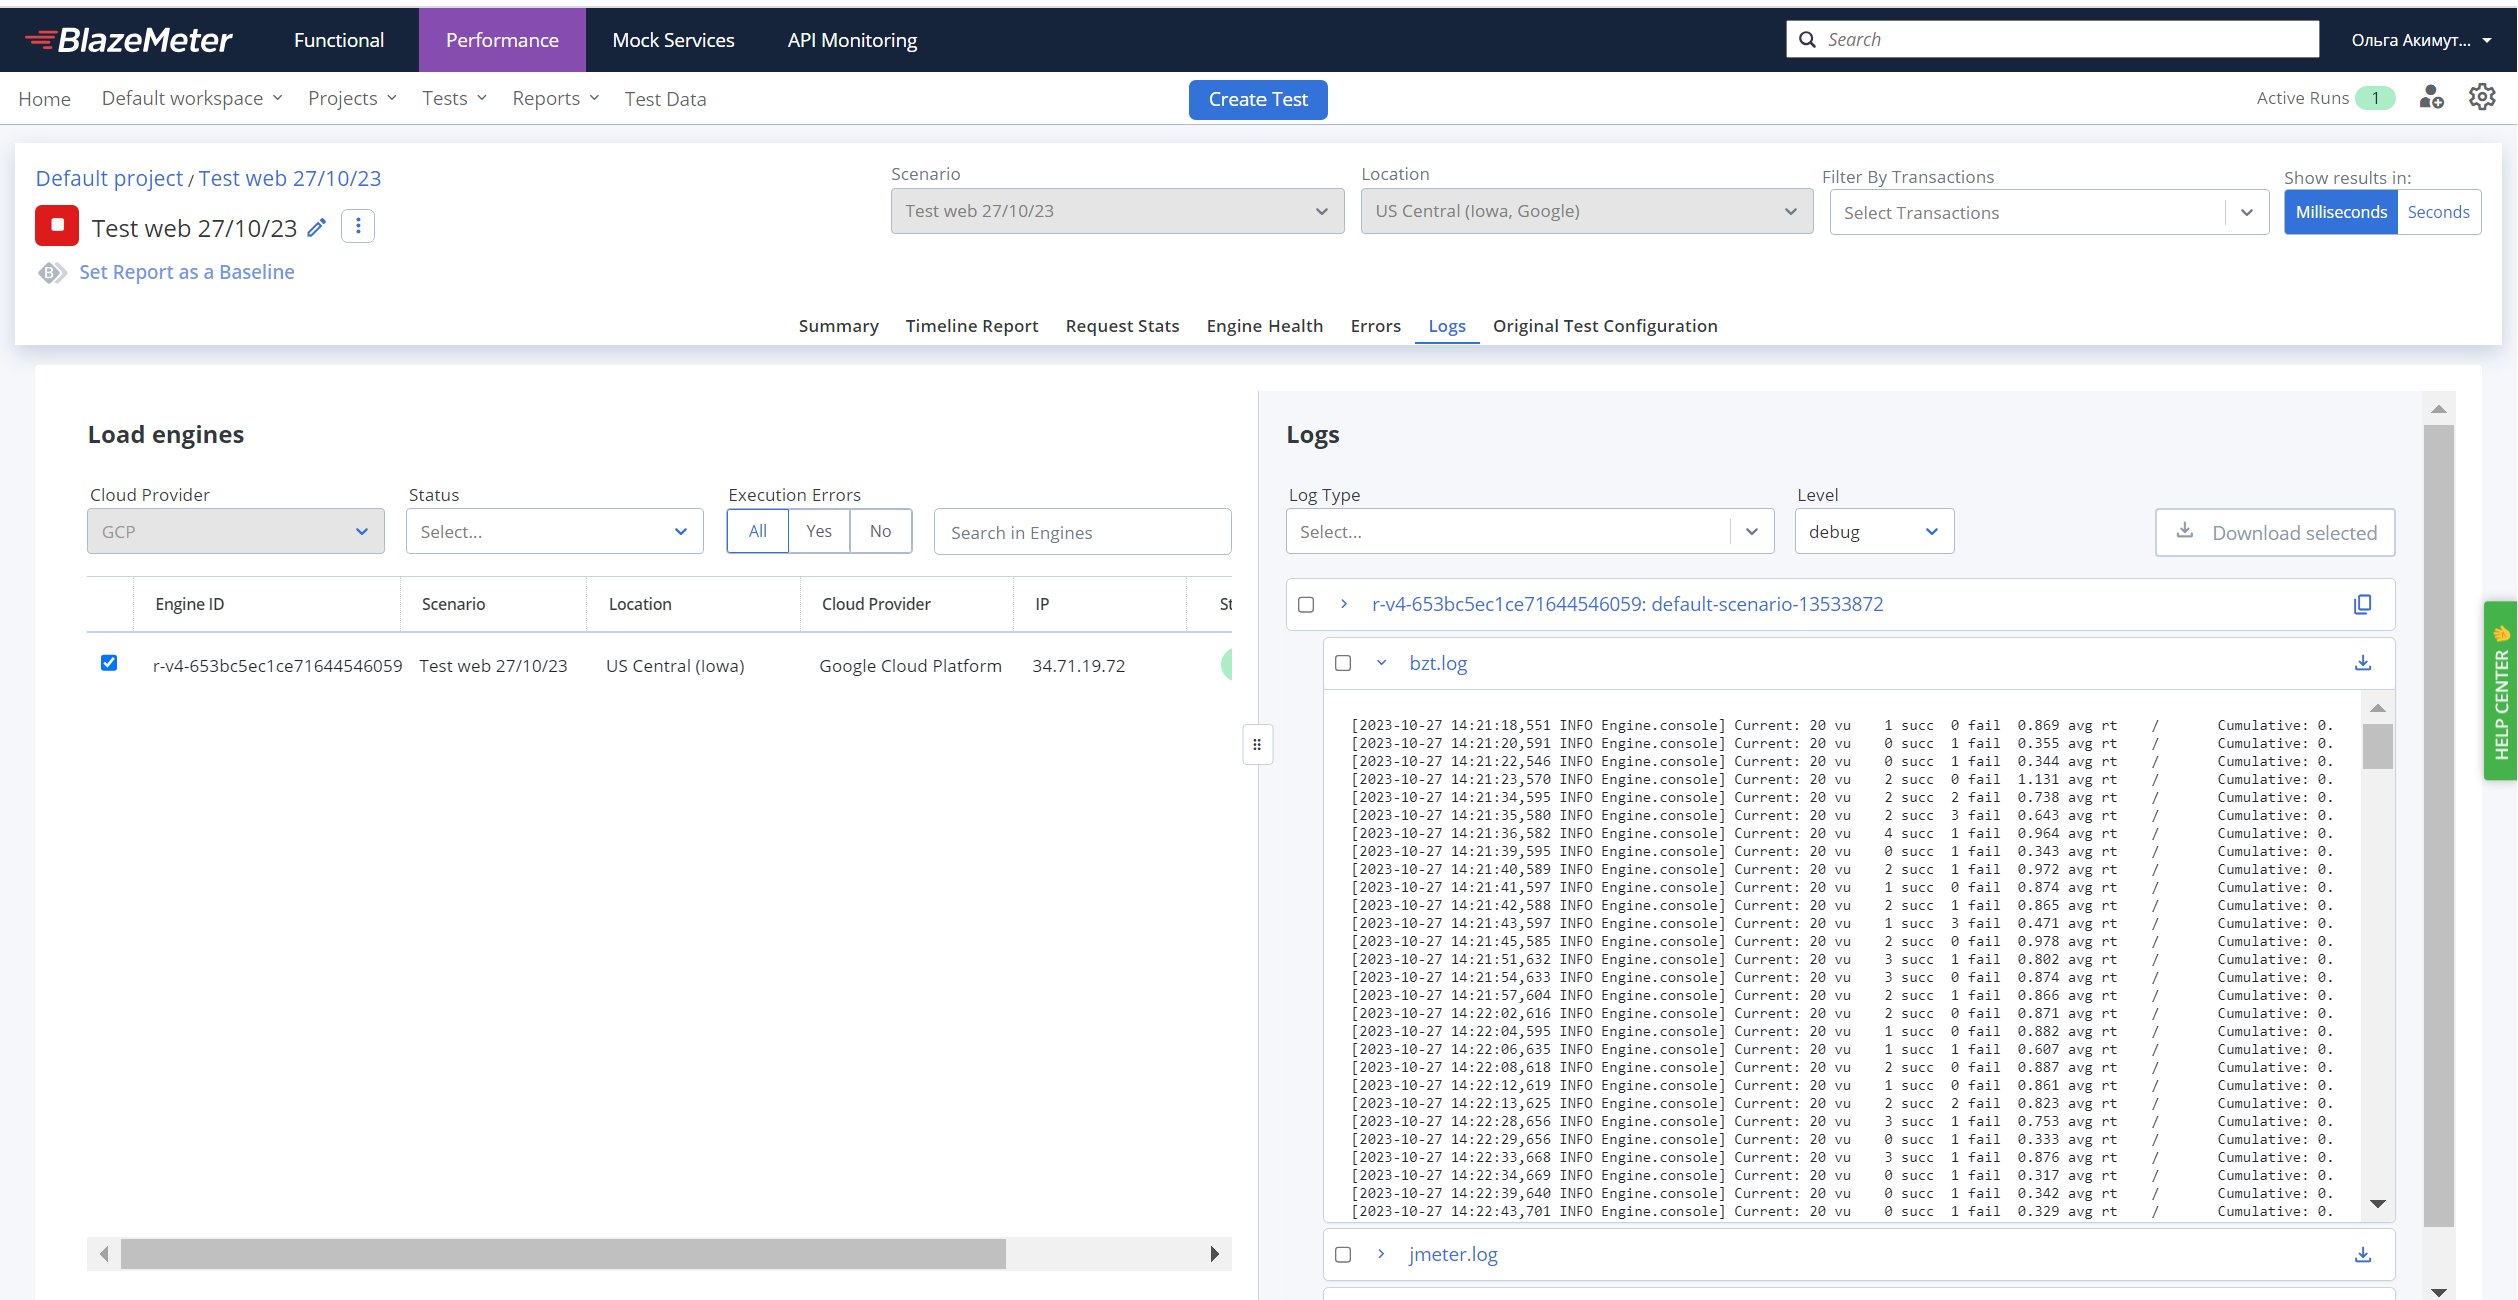 BlazeMeter Functional Performance Mock Services API Monitoring Search Ольга Акимут...
Home Default workspace Projects Tests Reports Test Data Create Test Active Runs 1
Default project / Test web 27/10/23
Test web 27/10/23
Set Report as a Baseline
Scenario Location Filter By Transactions Show results in:
Test web 27/10/23 US Central (Iowa, Google) Select Transactions Milliseconds Seconds
Summary Timeline Report Request Stats Engine Health Errors Logs Original Test Configuration
Load engines
Cloud Provider Status Execution Errors
GCP Select... All Yes No Search in Engines
Engine ID Scenario Location Cloud Provider IP St
r-v4-653bc5ec1ce71644546059 Test web 27/10/23 US Central (Iowa) Google Cloud Platform 34.71.19.72
Logs
Log Type Level
Select... debug Download selected
r-v4-653bc5ec1ce71644546059: default-scenario-13533872
bzt.log
[2023-10-27 14:21:18,551 INFO Engine.console] Current: 20 vu 1 succ 0 fail 0.869 avg rt / Cumulative: 0.
[2023-10-27 14:21:20,591 INFO Engine.console] Current: 20 vu 0 succ 1 fail 0.355 avg rt / Cumulative: 0.
[2023-10-27 14:21:22,546 INFO Engine.console] Current: 20 vu 0 succ 1 fail 0.344 avg rt / Cumulative: 0.
[2023-10-27 14:21:23,570 INFO Engine.console] Current: 20 vu 2 succ 0 fail 1.131 avg rt / Cumulative: 0.
[2023-10-27 14:21:34,595 INFO Engine.console] Current: 20 vu 2 succ 2 fail 0.738 avg rt / Cumulative: 0.
[2023-10-27 14:21:35,580 INFO Engine.console] Current: 20 vu 2 succ 3 fail 0.643 avg rt / Cumulative: 0.
[2023-10-27 14:21:36,582 INFO Engine.console] Current: 20 vu 4 succ 1 fail 0.964 avg rt / Cumulative: 0.
[2023-10-27 14:21:39,595 INFO Engine.console] Current: 20 vu 0 succ 1 fail 0.343 avg rt / Cumulative: 0.
[2023-10-27 14:21:40,589 INFO Engine.console] Current: 20 vu 2 succ 1 fail 0.972 avg rt / Cumulative: 0.
[2023-10-27 14:21:41,597 INFO Engine.console] Current: 20 vu 1 succ 0 fail 0.874 avg rt / Cumulative: 0.
[2023-10-27 14:21:42,588 INFO Engine.console] Current: 20 vu 2 succ 1 fail 0.865 avg rt / Cumulative: 0.
[2023-10-27 14:21:43,597 INFO Engine.console] Current: 20 vu 1 succ 3 fail 0.471 avg rt / Cumulative: 0.
[2023-10-27 14:21:45,585 INFO Engine.console] Current: 20 vu 2 succ 0 fail 0.978 avg rt / Cumulative: 0.
[2023-10-27 14:21:51,632 INFO Engine.console] Current: 20 vu 3 succ 1 fail 0.802 avg rt / Cumulative: 0.
[2023-10-27 14:21:54,633 INFO Engine.console] Current: 20 vu 3 succ 0 fail 0.874 avg rt / Cumulative: 0.
[2023-10-27 14:21:57,604 INFO Engine.console] Current: 20 vu 2 succ 1 fail 0.866 avg rt / Cumulative: 0.
[2023-10-27 14:22:02,616 INFO Engine.console] Current: 20 vu 2 succ 0 fail 0.871 avg rt / Cumulative: 0.
[2023-10-27 14:22:04,595 INFO Engine.console] Current: 20 vu 1 succ 0 fail 0.882 avg rt / Cumulative: 0.
[2023-10-27 14:22:06,635 INFO Engine.console] Current: 20 vu 1 succ 1 fail 0.607 avg rt / Cumulative: 0.
[2023-10-27 14:22:08,618 INFO Engine.console] Current: 20 vu 2 succ 0 fail 0.887 avg rt / Cumulative: 0.
[2023-10-27 14:22:12,619 INFO Engine.console] Current: 20 vu 1 succ 0 fail 0.861 avg rt / Cumulative: 0.
[2023-10-27 14:22:13,625 INFO Engine.console] Current: 20 vu 2 succ 2 fail 0.823 avg rt / Cumulative: 0.
[2023-10-27 14:22:28,656 INFO Engine.console] Current: 20 vu 3 succ 1 fail 0.753 avg rt / Cumulative: 0.
[2023-10-27 14:22:29,656 INFO Engine.console] Current: 20 vu 0 succ 1 fail 0.333 avg rt / Cumulative: 0.
[2023-10-27 14:22:33,668 INFO Engine.console] Current: 20 vu 3 succ 1 fail 0.876 avg rt / Cumulative: 0.
[2023-10-27 14:22:34,669 INFO Engine.console] Current: 20 vu 0 succ 1 fail 0.317 avg rt / Cumulative: 0.
[2023-10-27 14:22:39,640 INFO Engine.console] Current: 20 vu 0 succ 1 fail 0.342 avg rt / Cumulative: 0.
[2023-10-27 14:22:43,701 INFO Engine.console] Current: 20 vu 0 succ 1 fail 0.329 avg rt / Cumulative: 0.
jmeter.log
HELP CENTER